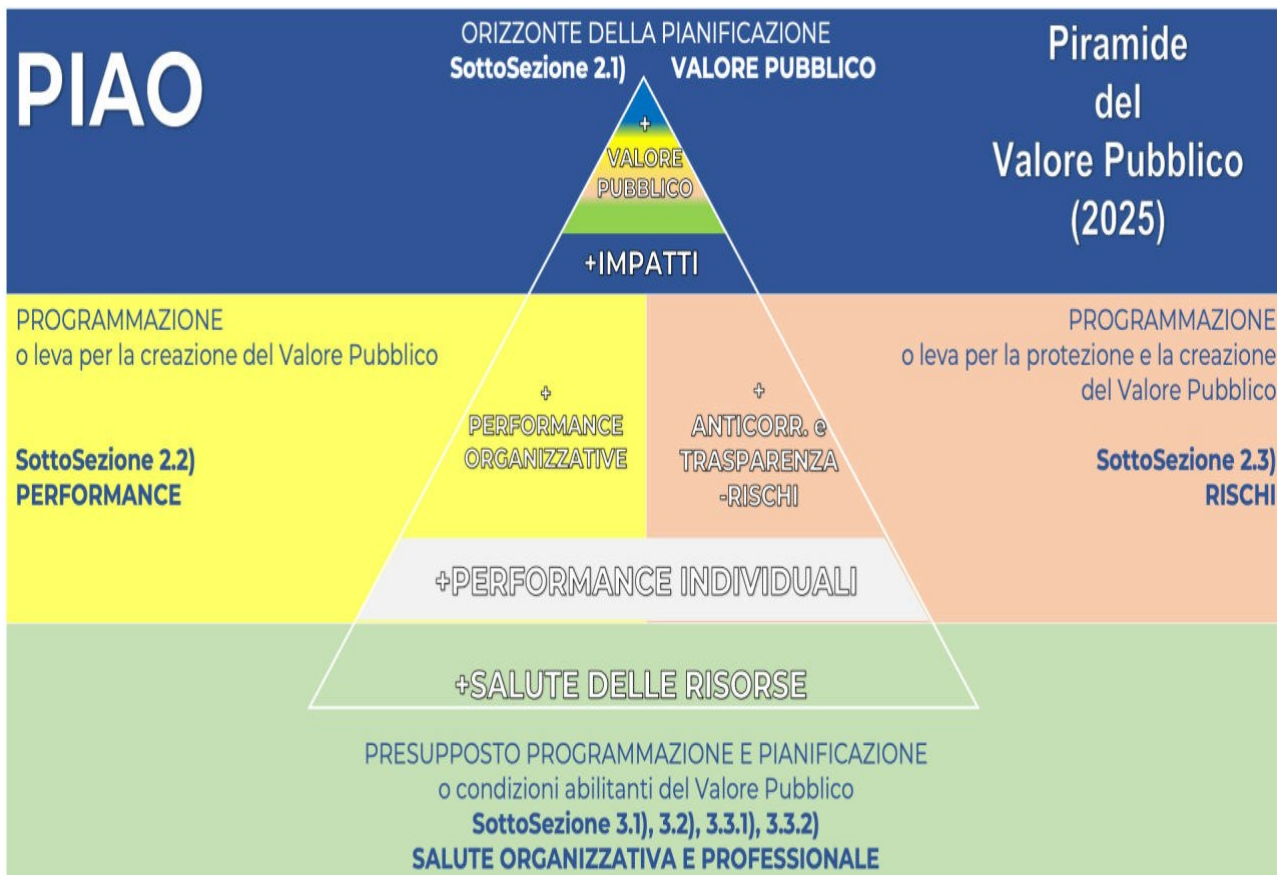 PIAO
ORIZZONTE DELLA PIANIFICAZIONE
SottoSezione 2.1) VALORE PUBBLICO
Piramide
del
Valore Pubblico
(2025)
+
VALORE
PUBBLICO
+IMPATTI
PROGRAMMAZIONE
o leva per la creazione del Valore Pubblico
SottoSezione 2.2)
PERFORMANCE
+
PERFORMANCE
ORGANIZZATIVE
+
ANTICORR. e
TRASPARENZA
-RISCHI
PROGRAMMAZIONE
o leva per la protezione e la creazione
del Valore Pubblico
SottoSezione 2.3)
RISCHI
+PERFORMANCE INDIVIDUALI
+SALUTE DELLE RISORSE
PRESUPPOSTO PROGRAMMAZIONE E PIANIFICAZIONE
o condizioni abilitanti del Valore Pubblico
SottoSezione 3.1), 3.2), 3.3.1), 3.3.2)
SALUTE ORGANIZZATIVA E PROFESSIONALE